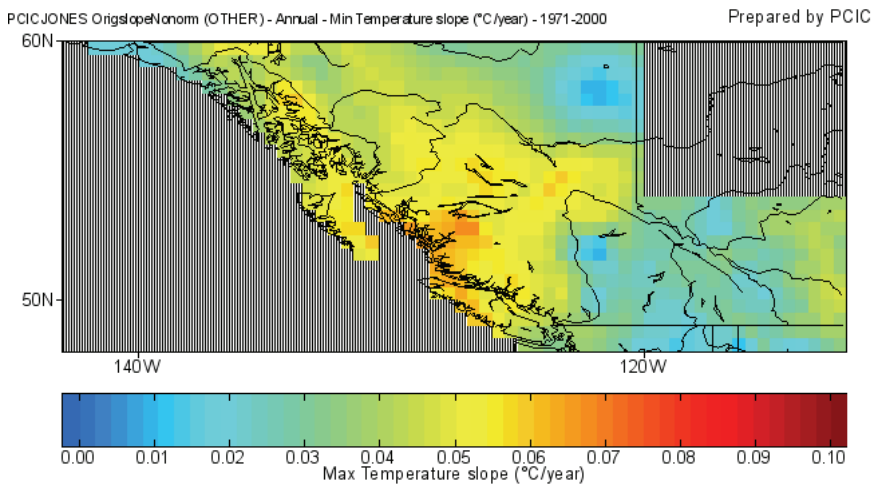 PCICJONES OrigslopeNonorm (OTHER) - Annual - Min Temperature slope (°C/year) - 1971-2000 Prepared by PCIC
60N
50N
140W 120W
0.00 0.01 0.02 0.03 0.04 0.05 0.06 0.07 0.08 0.09 0.10
Max Temperature slope (°C/year)